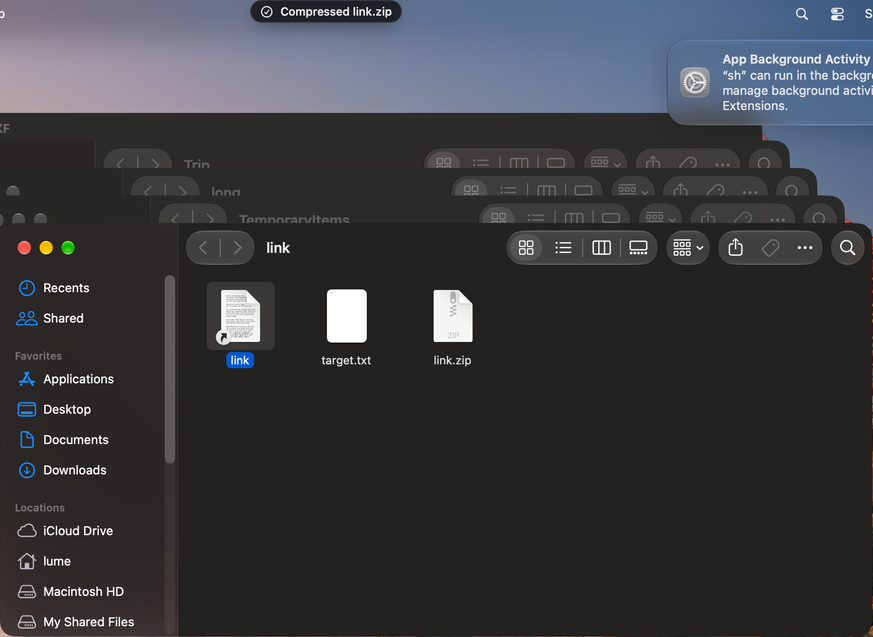 Compressed link.zip
App Background Activity
“sh” can run in the backgr
manage background activi
Extensions.
Trip
long
TemporaryItems
link
Recents
Shared
Favorites
Applications
Desktop
Documents
Downloads
Locations
iCloud Drive
lume
Macintosh HD
My Shared Files
link
target.txt
ZIP
link.zip